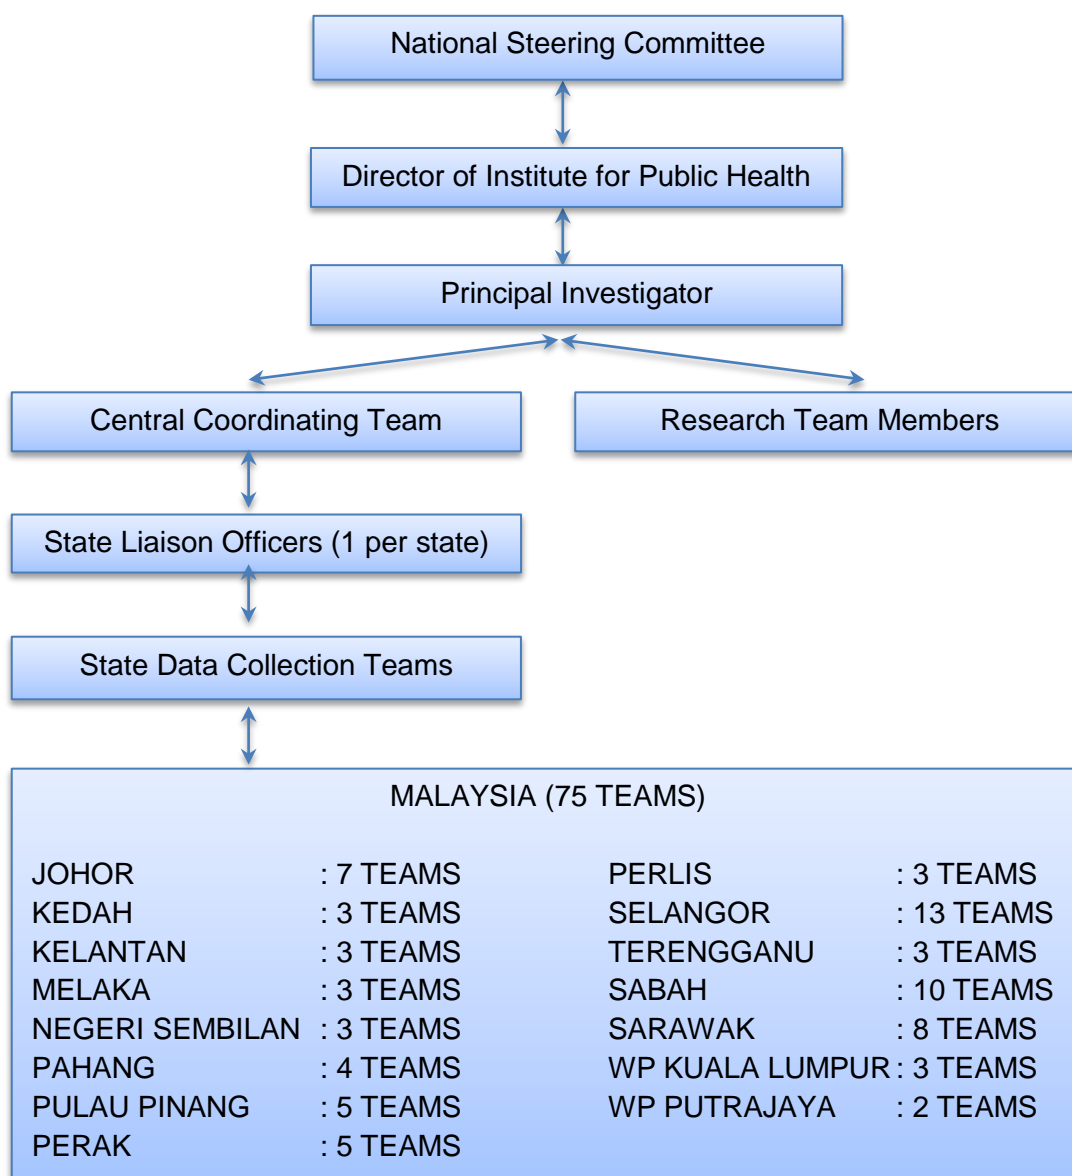 National Steering Committee
Director of Institute for Public Health
Principal Investigator
Central Coordinating Team
Research Team Members
State Liaison Officers (1 per state)
State Data Collection Teams
MALAYSIA (75 TEAMS)
JOHOR : 7 TEAMS
KEDAH : 3 TEAMS
KELANTAN : 3 TEAMS
MELAKA : 3 TEAMS
NEGERI SEMBILAN : 3 TEAMS
PAHANG : 4 TEAMS
PULAU PINANG : 5 TEAMS
PERAK : 5 TEAMS
PERLIS : 3 TEAMS
SELANGOR : 13 TEAMS
TERENGGANU : 3 TEAMS
SABAH : 10 TEAMS
SARAWAK : 8 TEAMS
WP KUALA LUMPUR : 3 TEAMS
WP PUTRAJAYA : 2 TEAMS